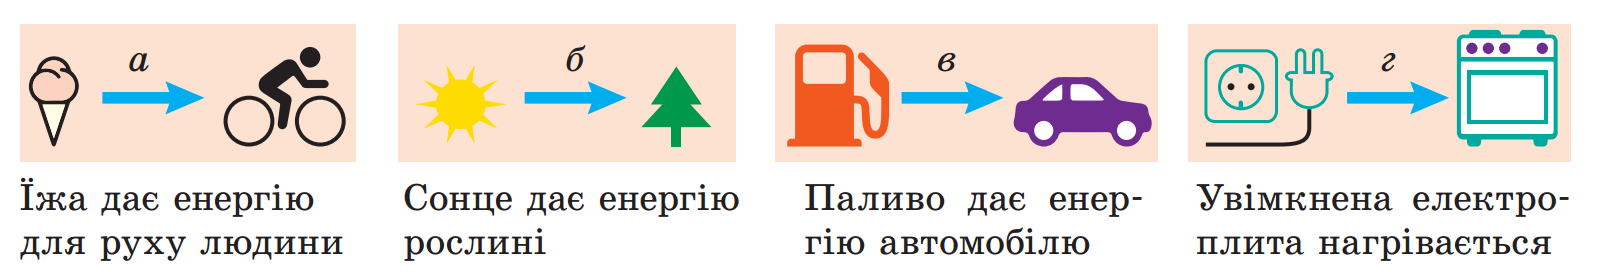 а
б
в
г
Їжа дає енергію
для руху людини
Сонце дає енергію
рослині
Паливо дає енер-
гію автомобілю
Увімкнена електро-
плита нагрівається